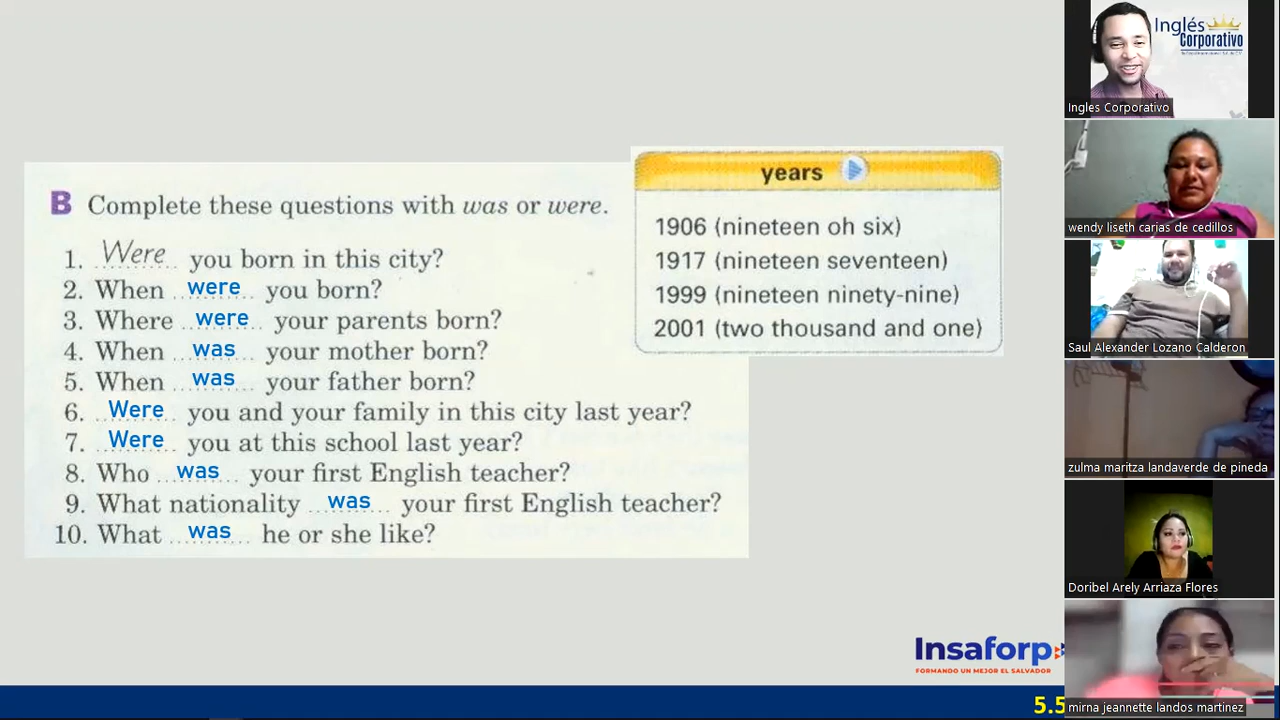 B Complete these questions with was or were.
1. Were you born in this city?
2. When were you born?
3. Where were your parents born?
4. When was your mother born?
5. When was your father born?
6. Were you and your family in this city last year?
7. Were you at this school last year?
8. Who was your first English teacher?
9. What nationality was your first English teacher?
10. What was he or she like?
years
1906 (nineteen oh six)
1917 (nineteen seventeen)
1999 (nineteen ninety-nine)
2001 (two thousand and one)
Insaforp
FORMANDO UN MEJOR EL SALVADOR
5.5
Inglés
Corporativo
Ingles Corporativo
wendy liseth carias de cedillos
Saul Alexander Lozano Calderon
zulma maritza landaverde de pineda
Doribel Arely Arriaza Flores
mirna jeannette landos martinez